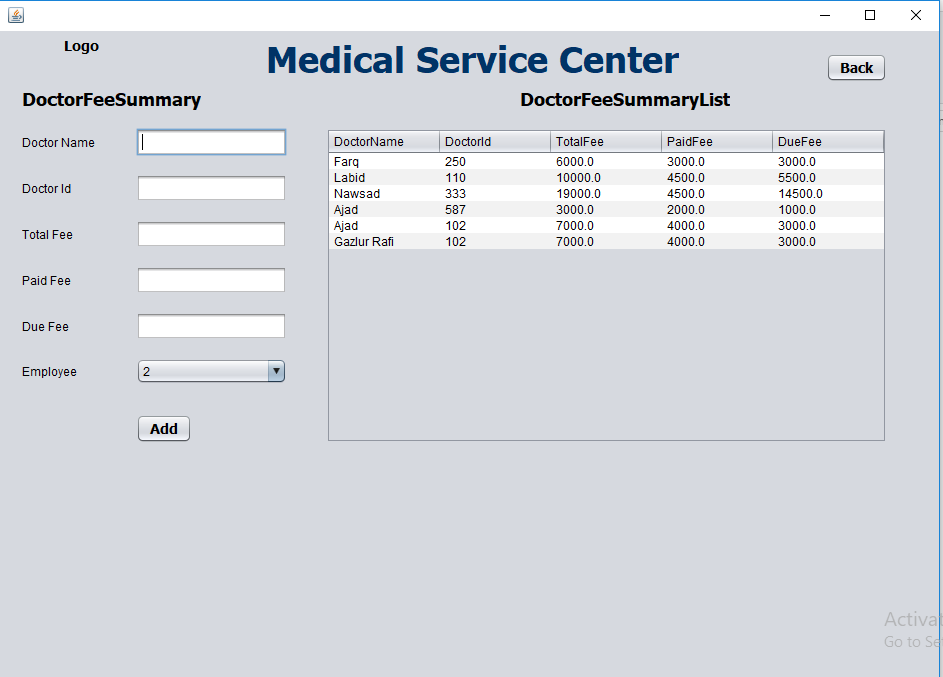 Logo
Medical Service Center
Back
DoctorFeeSummary
DoctorFeeSummaryList
Doctor Name
Doctor Id
Total Fee
Paid Fee
Due Fee
Employee 2
Add
DoctorName DoctorId TotalFee PaidFee DueFee
Farq 250 6000.0 3000.0 3000.0
Labid 110 10000.0 4500.0 5500.0
Nawsad 333 19000.0 4500.0 14500.0
Ajad 587 3000.0 2000.0 1000.0
Ajad 102 7000.0 4000.0 3000.0
Gazlur Rafi 102 7000.0 4000.0 3000.0
Activat
Go to Se